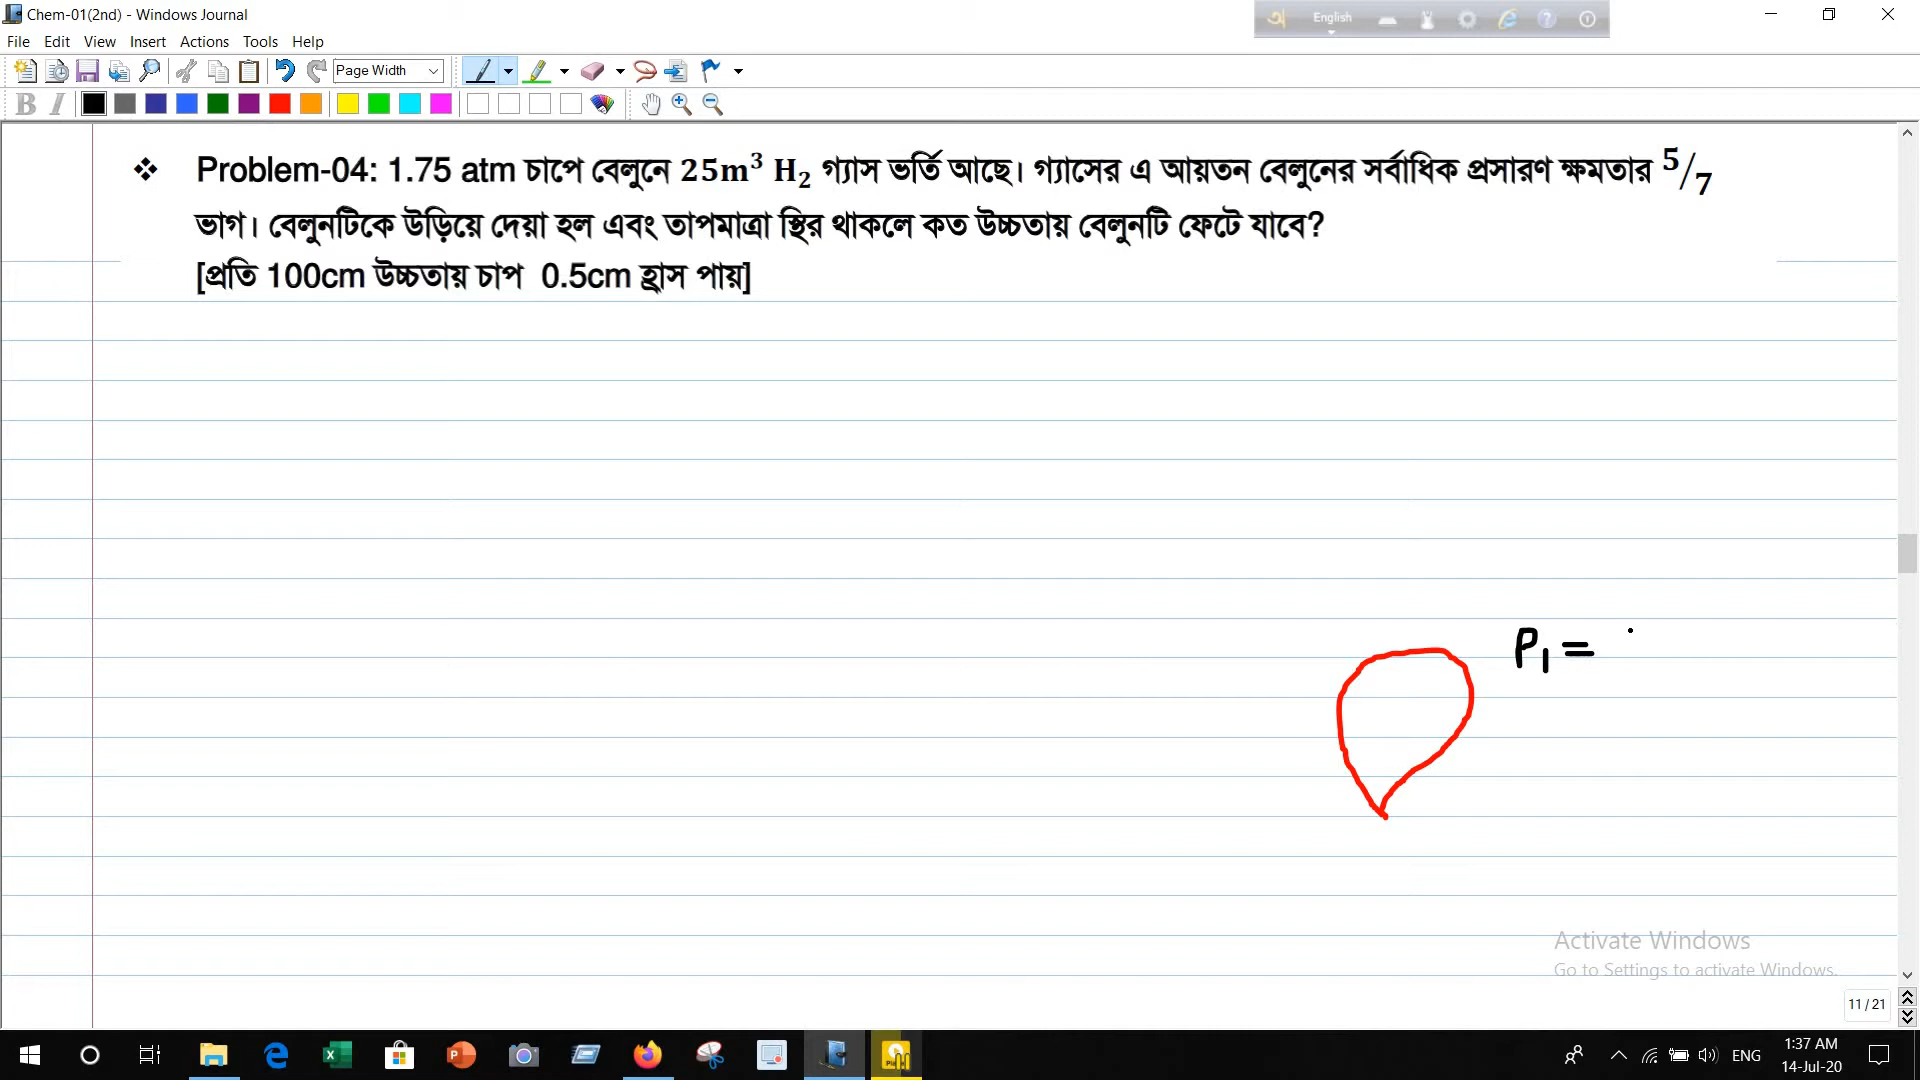 Chem-01(2nd) - Windows Journal
English
File Edit View Insert Actions Tools Help
Page Width
B I
❖ Problem-04: 1.75 atm চাপে বেলুনে 25m³ H₂ গ্যাস ভর্তি আছে। গ্যাসের এ আয়তন বেলুনের সর্বাধিক প্রসারণ ক্ষমতার 5/7
ভাগ। বেলুনটিকে উড়িয়ে দেয়া হল এবং তাপমাত্রা স্থির থাকলে কত উচ্চতায় বেলুনটি ফেটে যাবে?
[প্রতি 100cm উচ্চতায় চাপ 0.5cm হ্রাস পায়]
P₁ =
Activate Windows
Go to Settings to activate Windows.
11 / 21
ENG
1:37 AM
14-Jul-20